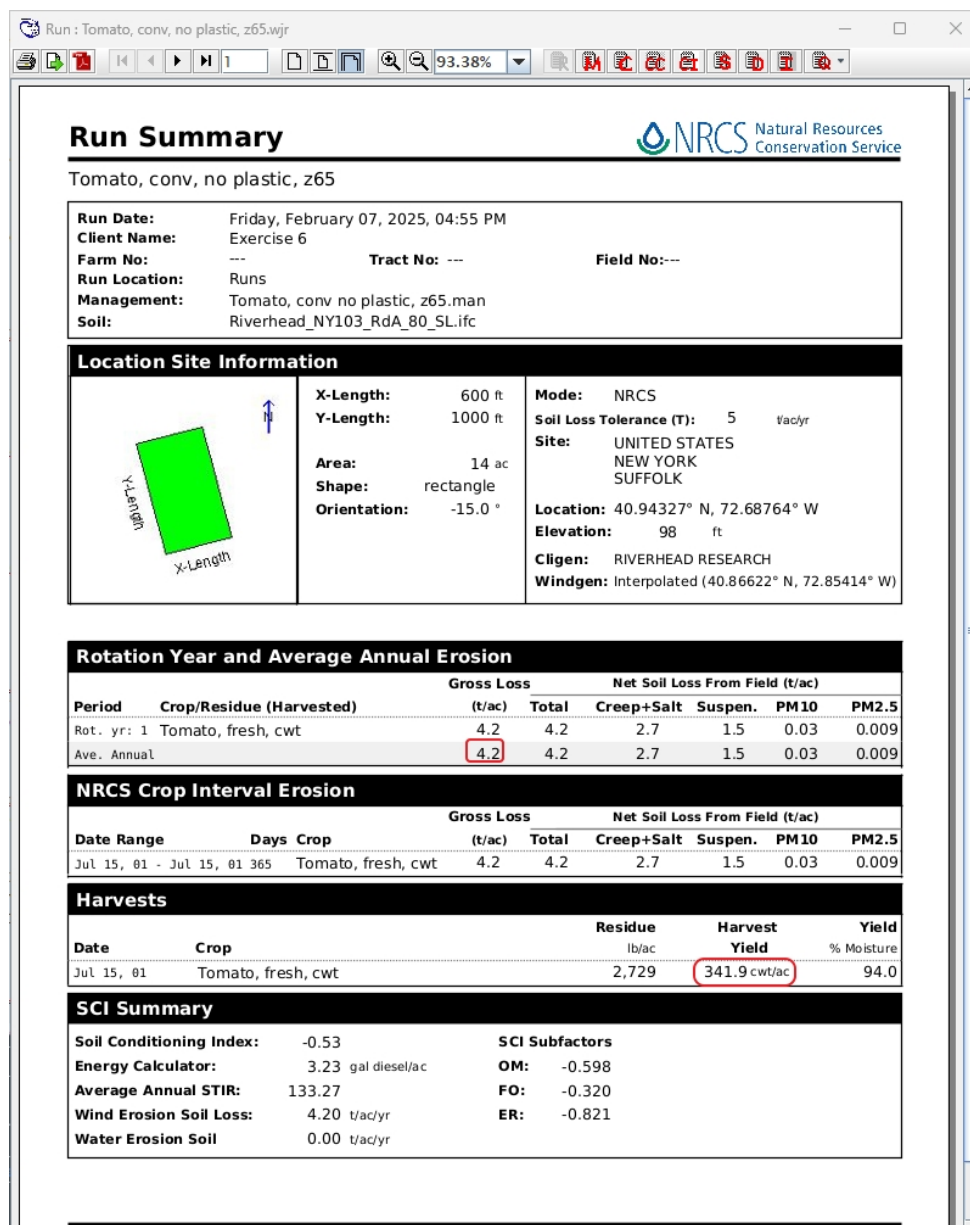 Run : Tomato, conv, no plastic, z65.wjr
1 93.38%
Run Summary
NRCS Natural Resources
Conservation Service
Tomato, conv, no plastic, z65
Run Date: Friday, February 07, 2025, 04:55 PM
Client Name: Exercise 6
Farm No: --- Tract No: --- Field No:---
Run Location: Runs
Management: Tomato, conv no plastic, z65.man
Soil: Riverhead_NY103_RdA_80_SL.ifc
Location Site Information
N
Y-Length
X-Length
X-Length: 600 ft
Y-Length: 1000 ft
Area: 14 ac
Shape: rectangle
Orientation: -15.0 °
Mode: NRCS
Soil Loss Tolerance (T): 5 t/ac/yr
Site: UNITED STATES
NEW YORK
SUFFOLK
Location: 40.94327° N, 72.68764° W
Elevation: 98 ft
Cligen: RIVERHEAD RESEARCH
Windgen: Interpolated (40.86622° N, 72.85414° W)
Rotation Year and Average Annual Erosion
Gross Loss Net Soil Loss From Field (t/ac)
Period Crop/Residue (Harvested) (t/ac) Total Creep+Salt Suspen. PM10 PM2.5
Rot. yr: 1 Tomato, fresh, cwt 4.2 4.2 2.7 1.5 0.03 0.009
Ave. Annual 4.2 4.2 2.7 1.5 0.03 0.009
NRCS Crop Interval Erosion
Gross Loss Net Soil Loss From Field (t/ac)
Date Range Days Crop (t/ac) Total Creep+Salt Suspen. PM10 PM2.5
Jul 15, 01 - Jul 15, 01 365 Tomato, fresh, cwt 4.2 4.2 2.7 1.5 0.03 0.009
Harvests
Residue Harvest Yield
Date Crop lb/ac Yield % Moisture
Jul 15, 01 Tomato, fresh, cwt 2,729 341.9 cwt/ac 94.0
SCI Summary
Soil Conditioning Index: -0.53 SCI Subfactors
Energy Calculator: 3.23 gal diesel/ac OM: -0.598
Average Annual STIR: 133.27 FO: -0.320
Wind Erosion Soil Loss: 4.20 t/ac/yr ER: -0.821
Water Erosion Soil 0.00 t/ac/yr